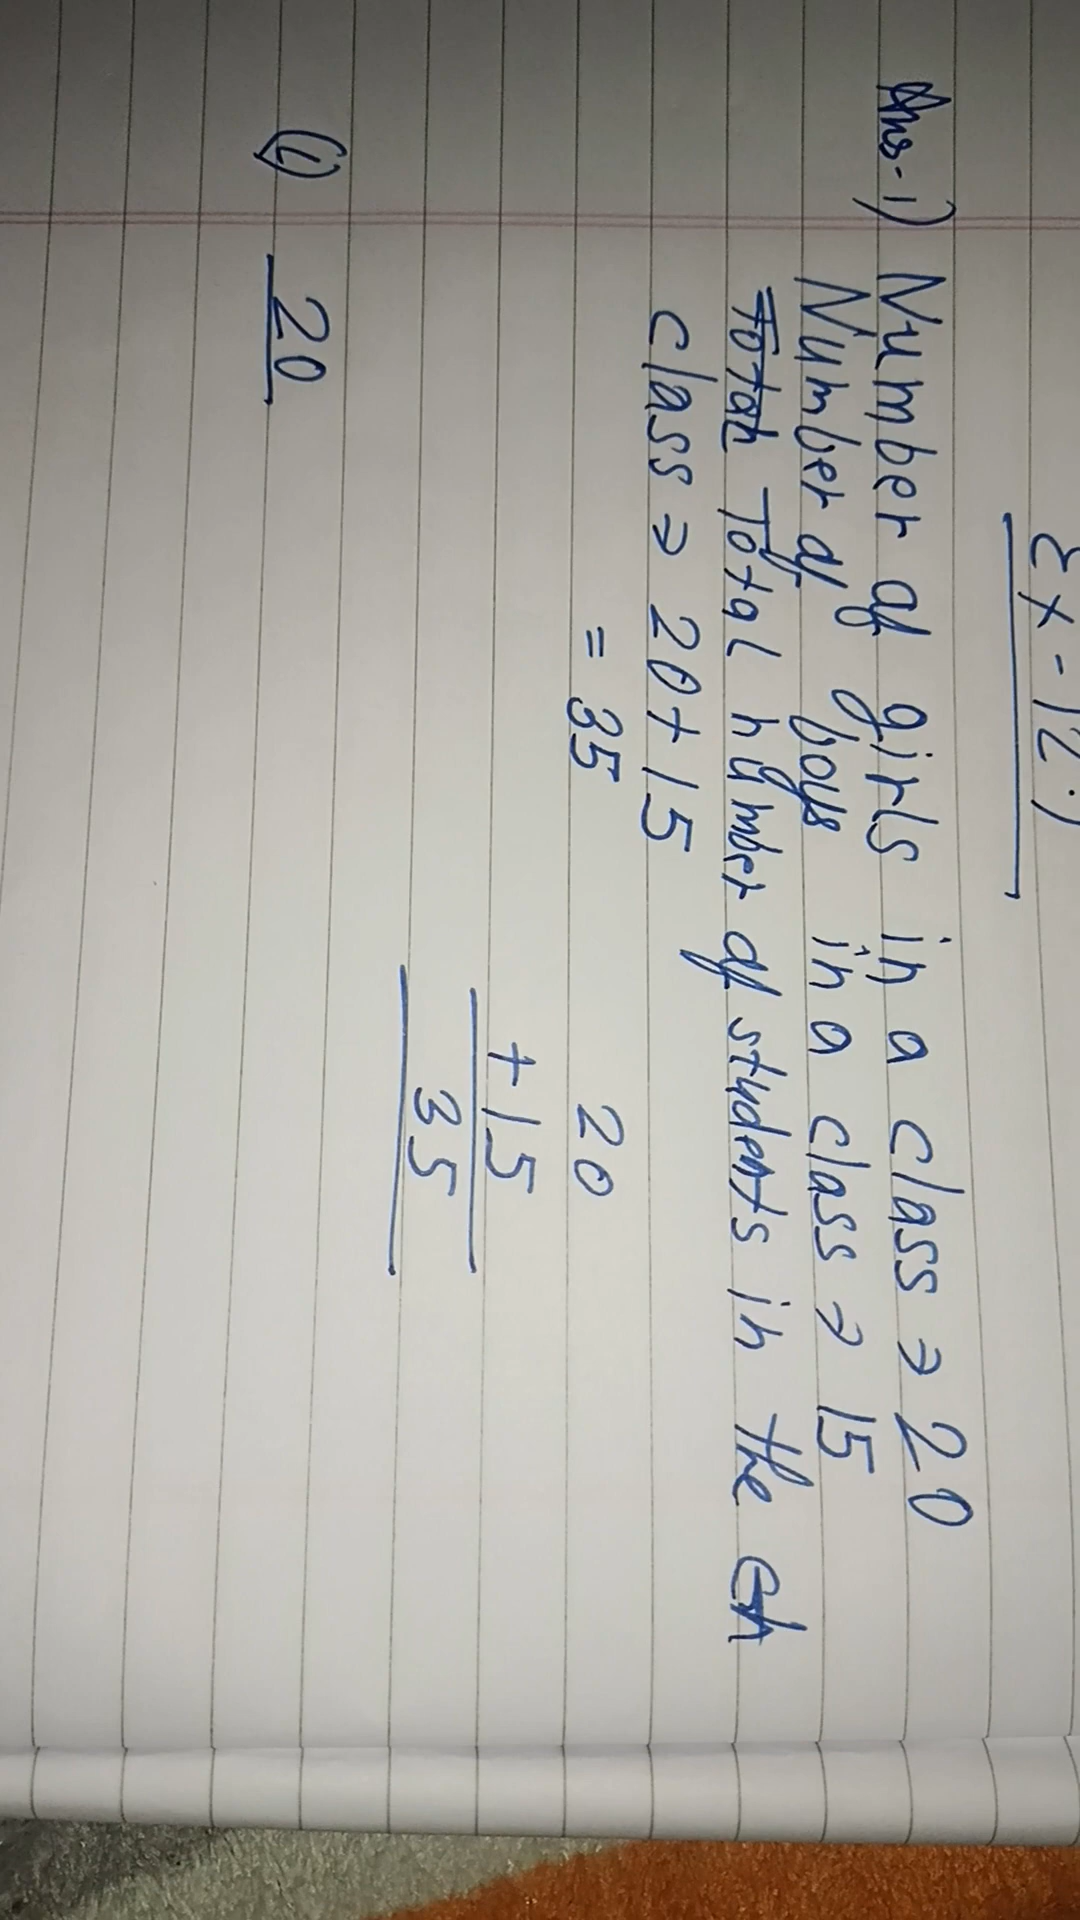 Ex-12.1
Ans-1) Number of girls in a class → 20
Number of boys in a class → 15
Total Total number of students in the
class → 20+15
= 35
20
+15
35
(i) 20